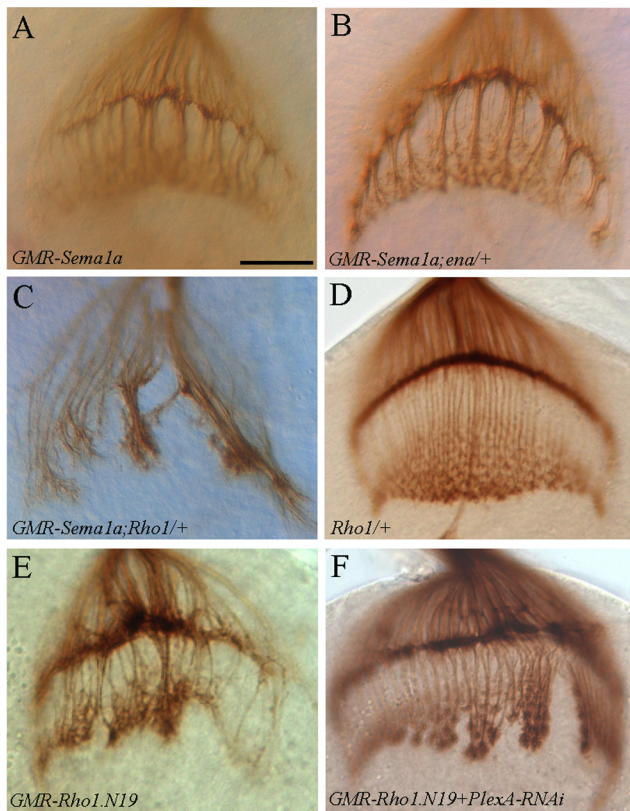 A
B
GMR-Sema1a
GMR-Sema1a;ena/+
C
D
GMR-Sema1a;Rho1/+
Rho1/+
E
F
GMR-Rho1.N19
GMR-Rho1.N19+PlexA-RNAi